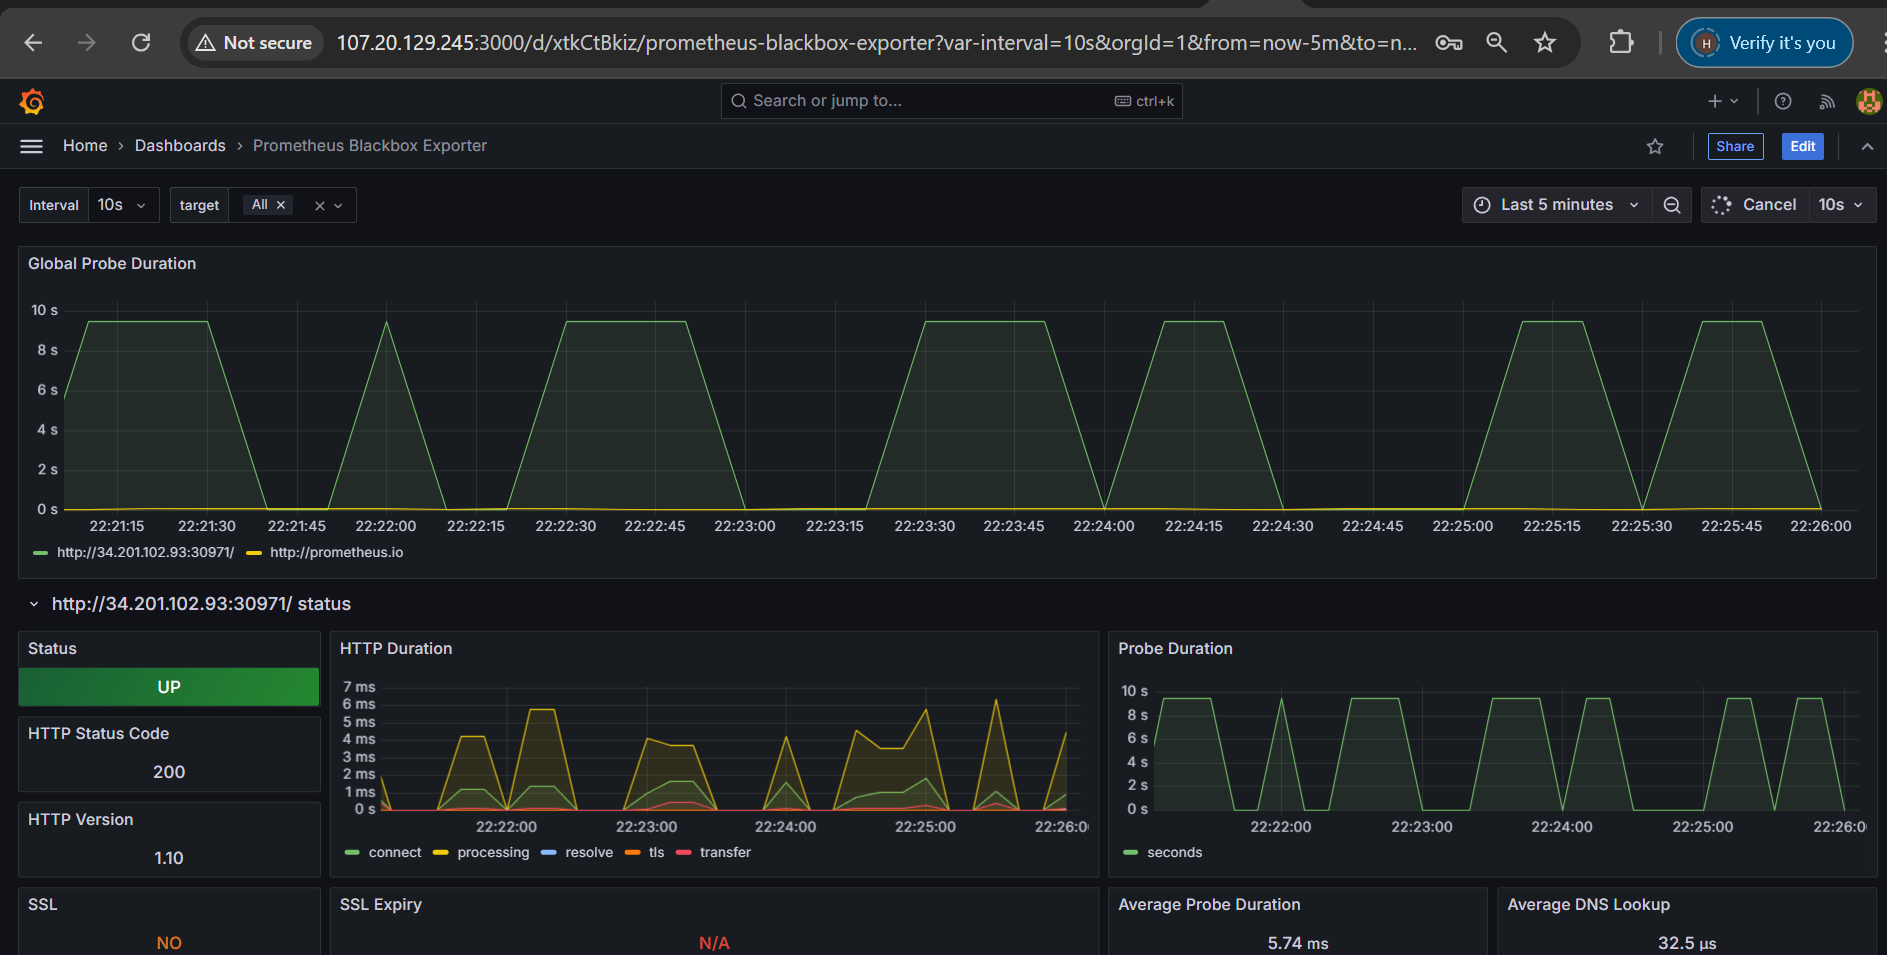 Not secure 107.20.129.245:3000/d/xtkCtBkiz/prometheus-blackbox-exporter?var-interval=10s&orgId=1&from=now-5m&to=n... H Verify it's you
Search or jump to... ctrl+k
Home › Dashboards › Prometheus Blackbox Exporter Share Edit
Interval 10s target All Last 5 minutes Cancel 10s
Global Probe Duration
10 s
8 s
6 s
4 s
2 s
0 s
22:21:15 22:21:30 22:21:45 22:22:00 22:22:15 22:22:30 22:22:45 22:23:00 22:23:15 22:23:30 22:23:45 22:24:00 22:24:15 22:24:30 22:24:45 22:25:00 22:25:15 22:25:30 22:25:45 22:26:00
http://34.201.102.93:30971/ http://prometheus.io
http://34.201.102.93:30971/ status
Status
UP
HTTP Status Code
200
HTTP Version
1.10
SSL
NO
HTTP Duration
7 ms
6 ms
5 ms
4 ms
3 ms
2 ms
1 ms
0 s
22:22:00 22:23:00 22:24:00 22:25:00 22:26:0
connect processing resolve tls transfer
SSL Expiry
N/A
Probe Duration
10 s
8 s
6 s
4 s
2 s
0 s
22:22:00 22:23:00 22:24:00 22:25:00 22:26:0
seconds
Average Probe Duration
5.74 ms
Average DNS Lookup
32.5 µs